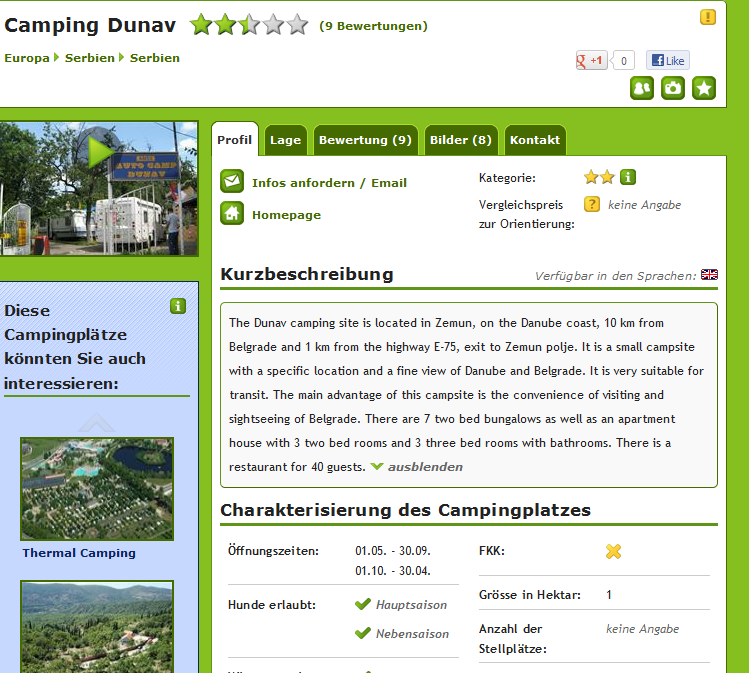 Camping Dunav (9 Bewertungen)
Europa Serbien Serbien
+1 0 Like
Profil Lage Bewertung (9) Bilder (8) Kontakt
AUTO CAMP
DUNAV
Infos anfordern / Email
Homepage
Kategorie:
Vergleichspreis
zur Orientierung:
keine Angabe
Kurzbeschreibung
Verfügbar in den Sprachen:
The Dunav camping site is located in Zemun, on the Danube coast, 10 km from
Belgrade and 1 km from the highway E-75, exit to Zemun polje. It is a small campsite
with a specific location and a fine view of Danube and Belgrade. It is very suitable for
transit. The main advantage of this campsite is the convenience of visiting and
sightseeing of Belgrade. There are 7 two bed bungalows as well as an apartment
house with 3 two bed rooms and 3 three bed rooms with bathrooms. There is a
restaurant for 40 guests. ausblenden
Diese
Campingplätze
könnten Sie auch
interessieren:
Thermal Camping
Charakterisierung des Campingplatzes
Öffnungszeiten: 01.05. - 30.09.
01.10. - 30.04.
Hunde erlaubt: Hauptsaison
Nebensaison
FKK:
Grösse in Hektar: 1
Anzahl der
Stellplätze:
keine Angabe